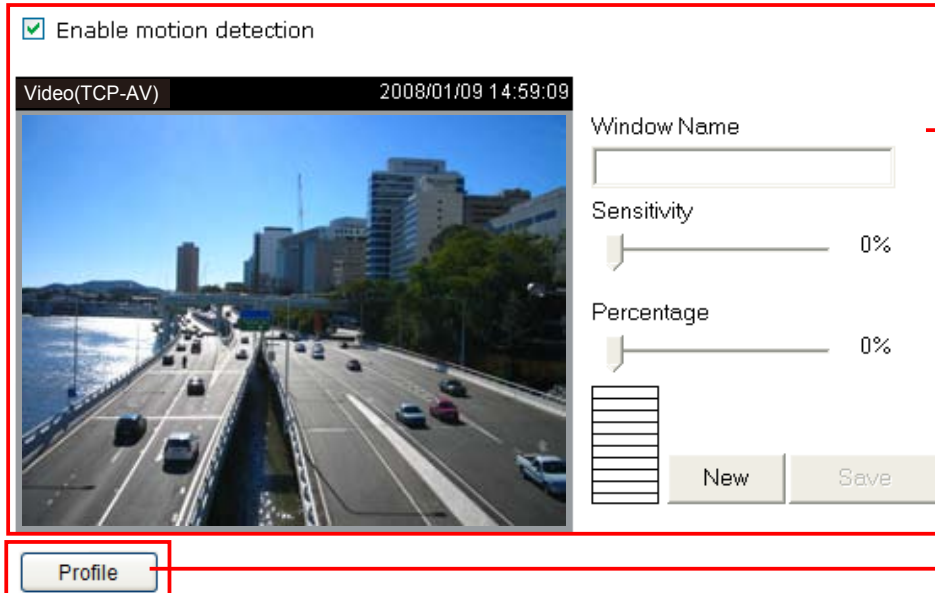 Enable motion detection
Video(TCP-AV) 2008/01/09 14:59:09
Window Name
Sensitivity
0%
Percentage
0%
New Save
Profile